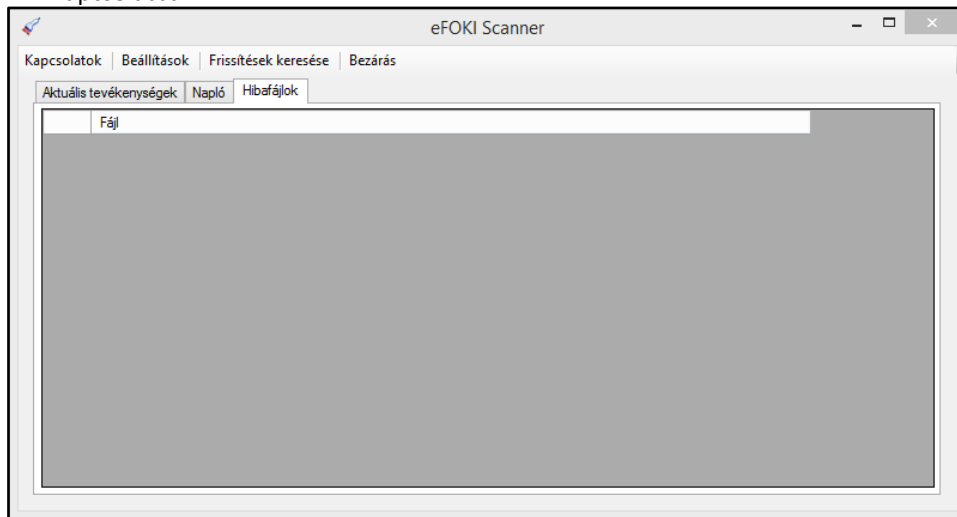 eFOKI Scanner
Kapcsolatok Beállítások Frissítések keresése Bezárás
Aktuális tevékenységek Napló Hibafájlok
Fájl